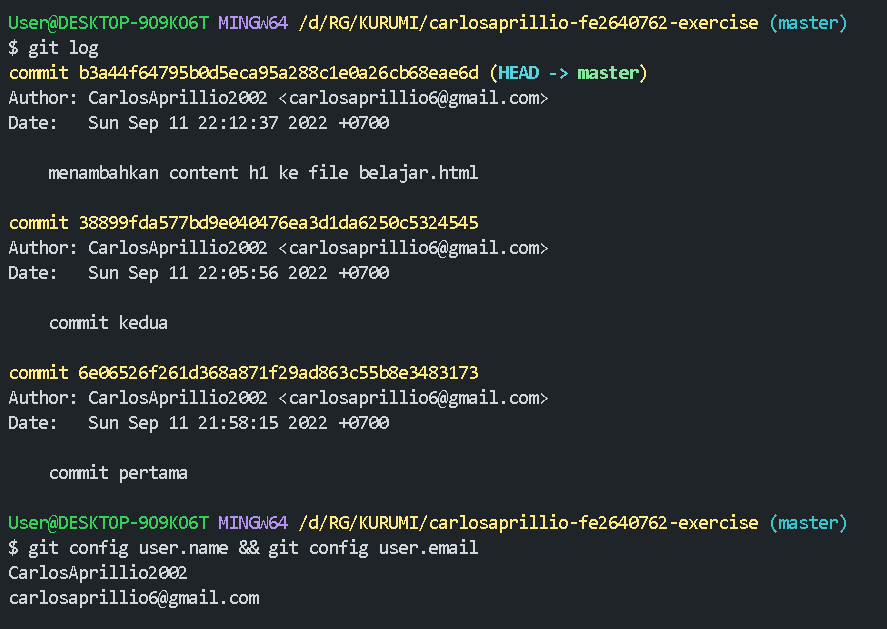 User@DESKTOP-9O9KO6T MINGW64 /d/RG/KURUMI/carlosaprillio-fe2640762-exercise (master)
$ git log
commit b3a44f64795b0d5eca95a288c1e0a26cb68eae6d (HEAD -> master)
Author: CarlosAprillio2002 <carlosaprillio6@gmail.com>
Date:   Sun Sep 11 22:12:37 2022 +0700
    menambahkan content h1 ke file belajar.html
commit 38899fda577bd9e040476ea3d1da6250c5324545
Author: CarlosAprillio2002 <carlosaprillio6@gmail.com>
Date:   Sun Sep 11 22:05:56 2022 +0700
    commit kedua
commit 6e06526f261d368a871f29ad863c55b8e3483173
Author: CarlosAprillio2002 <carlosaprillio6@gmail.com>
Date:   Sun Sep 11 21:58:15 2022 +0700
    commit pertama
User@DESKTOP-9O9KO6T MINGW64 /d/RG/KURUMI/carlosaprillio-fe2640762-exercise (master)
$ git config user.name && git config user.email
CarlosAprillio2002
carlosaprillio6@gmail.com